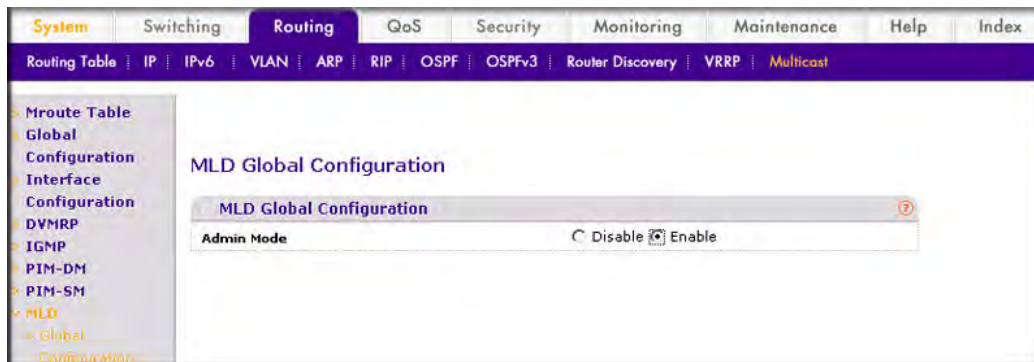 System Switching Routing QoS Security Monitoring Maintenance Help Index
Routing Table IP IPv6 VLAN ARP RIP OSPF OSPFv3 Router Discovery VRRP Multicast
Mroute Table
Global
Configuration
Interface
Configuration
DVMRP
IGMP
PIM-DM
PIM-SM
MLD
Global
Configuration
MLD Global Configuration
MLD Global Configuration
Admin Mode Disable Enable